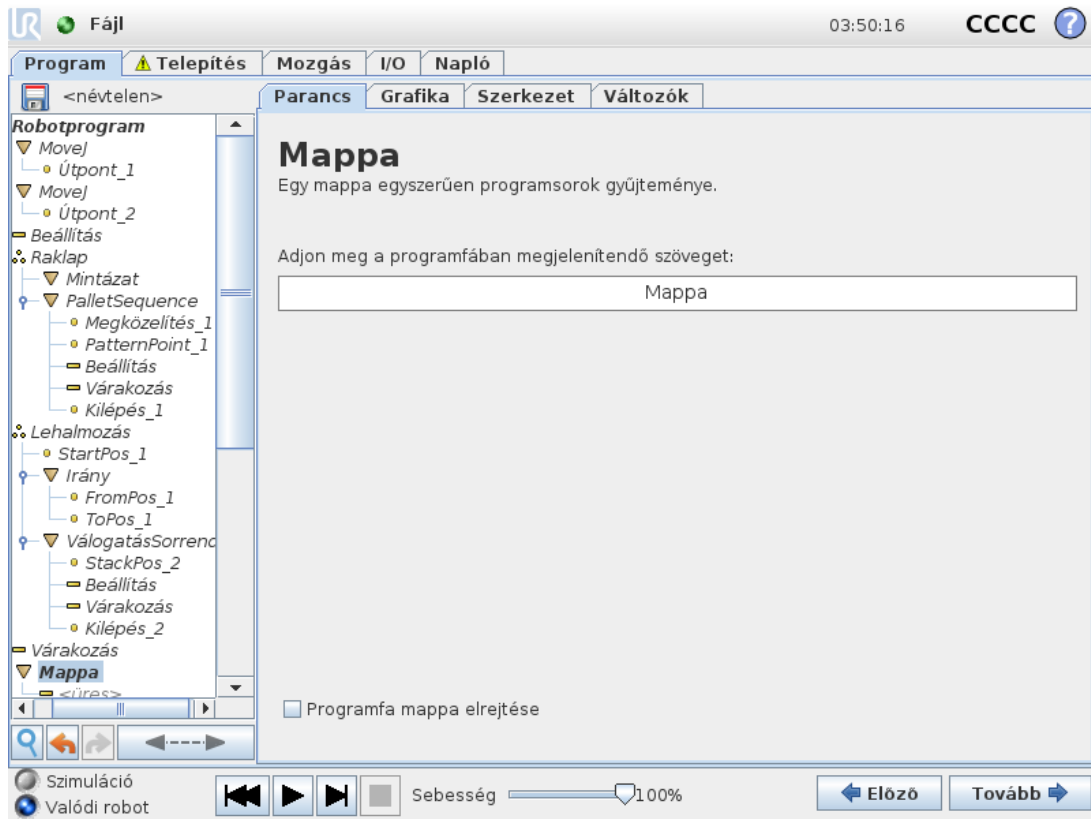 Fájl
03:50:16
CCCC
?
Program
Telepítés
Mozgás
I/O
Napló
<névtelen>
Parancs
Grafika
Szerkezet
Változók
Robotprogram
MoveJ
Útpont_1
MoveJ
Útpont_2
Beállítás
Raklap
Mintázat
PalletSequence
Megközelítés_1
PatternPoint_1
Beállítás
Várakozás
Kilépés_1
Lehalmozás
StartPos_1
Irány
FromPos_1
ToPos_1
VálogatásSorrend
StackPos_2
Beállítás
Várakozás
Kilépés_2
Várakozás
Mappa
<üres>
Mappa
Egy mappa egyszerűen programsorok gyűjteménye.
Adjon meg a programfában megjelenítendő szöveget:
Mappa
Programfa mappa elrejtése
Szimuláció
Valódi robot
Sebesség
100%
Előző
Tovább